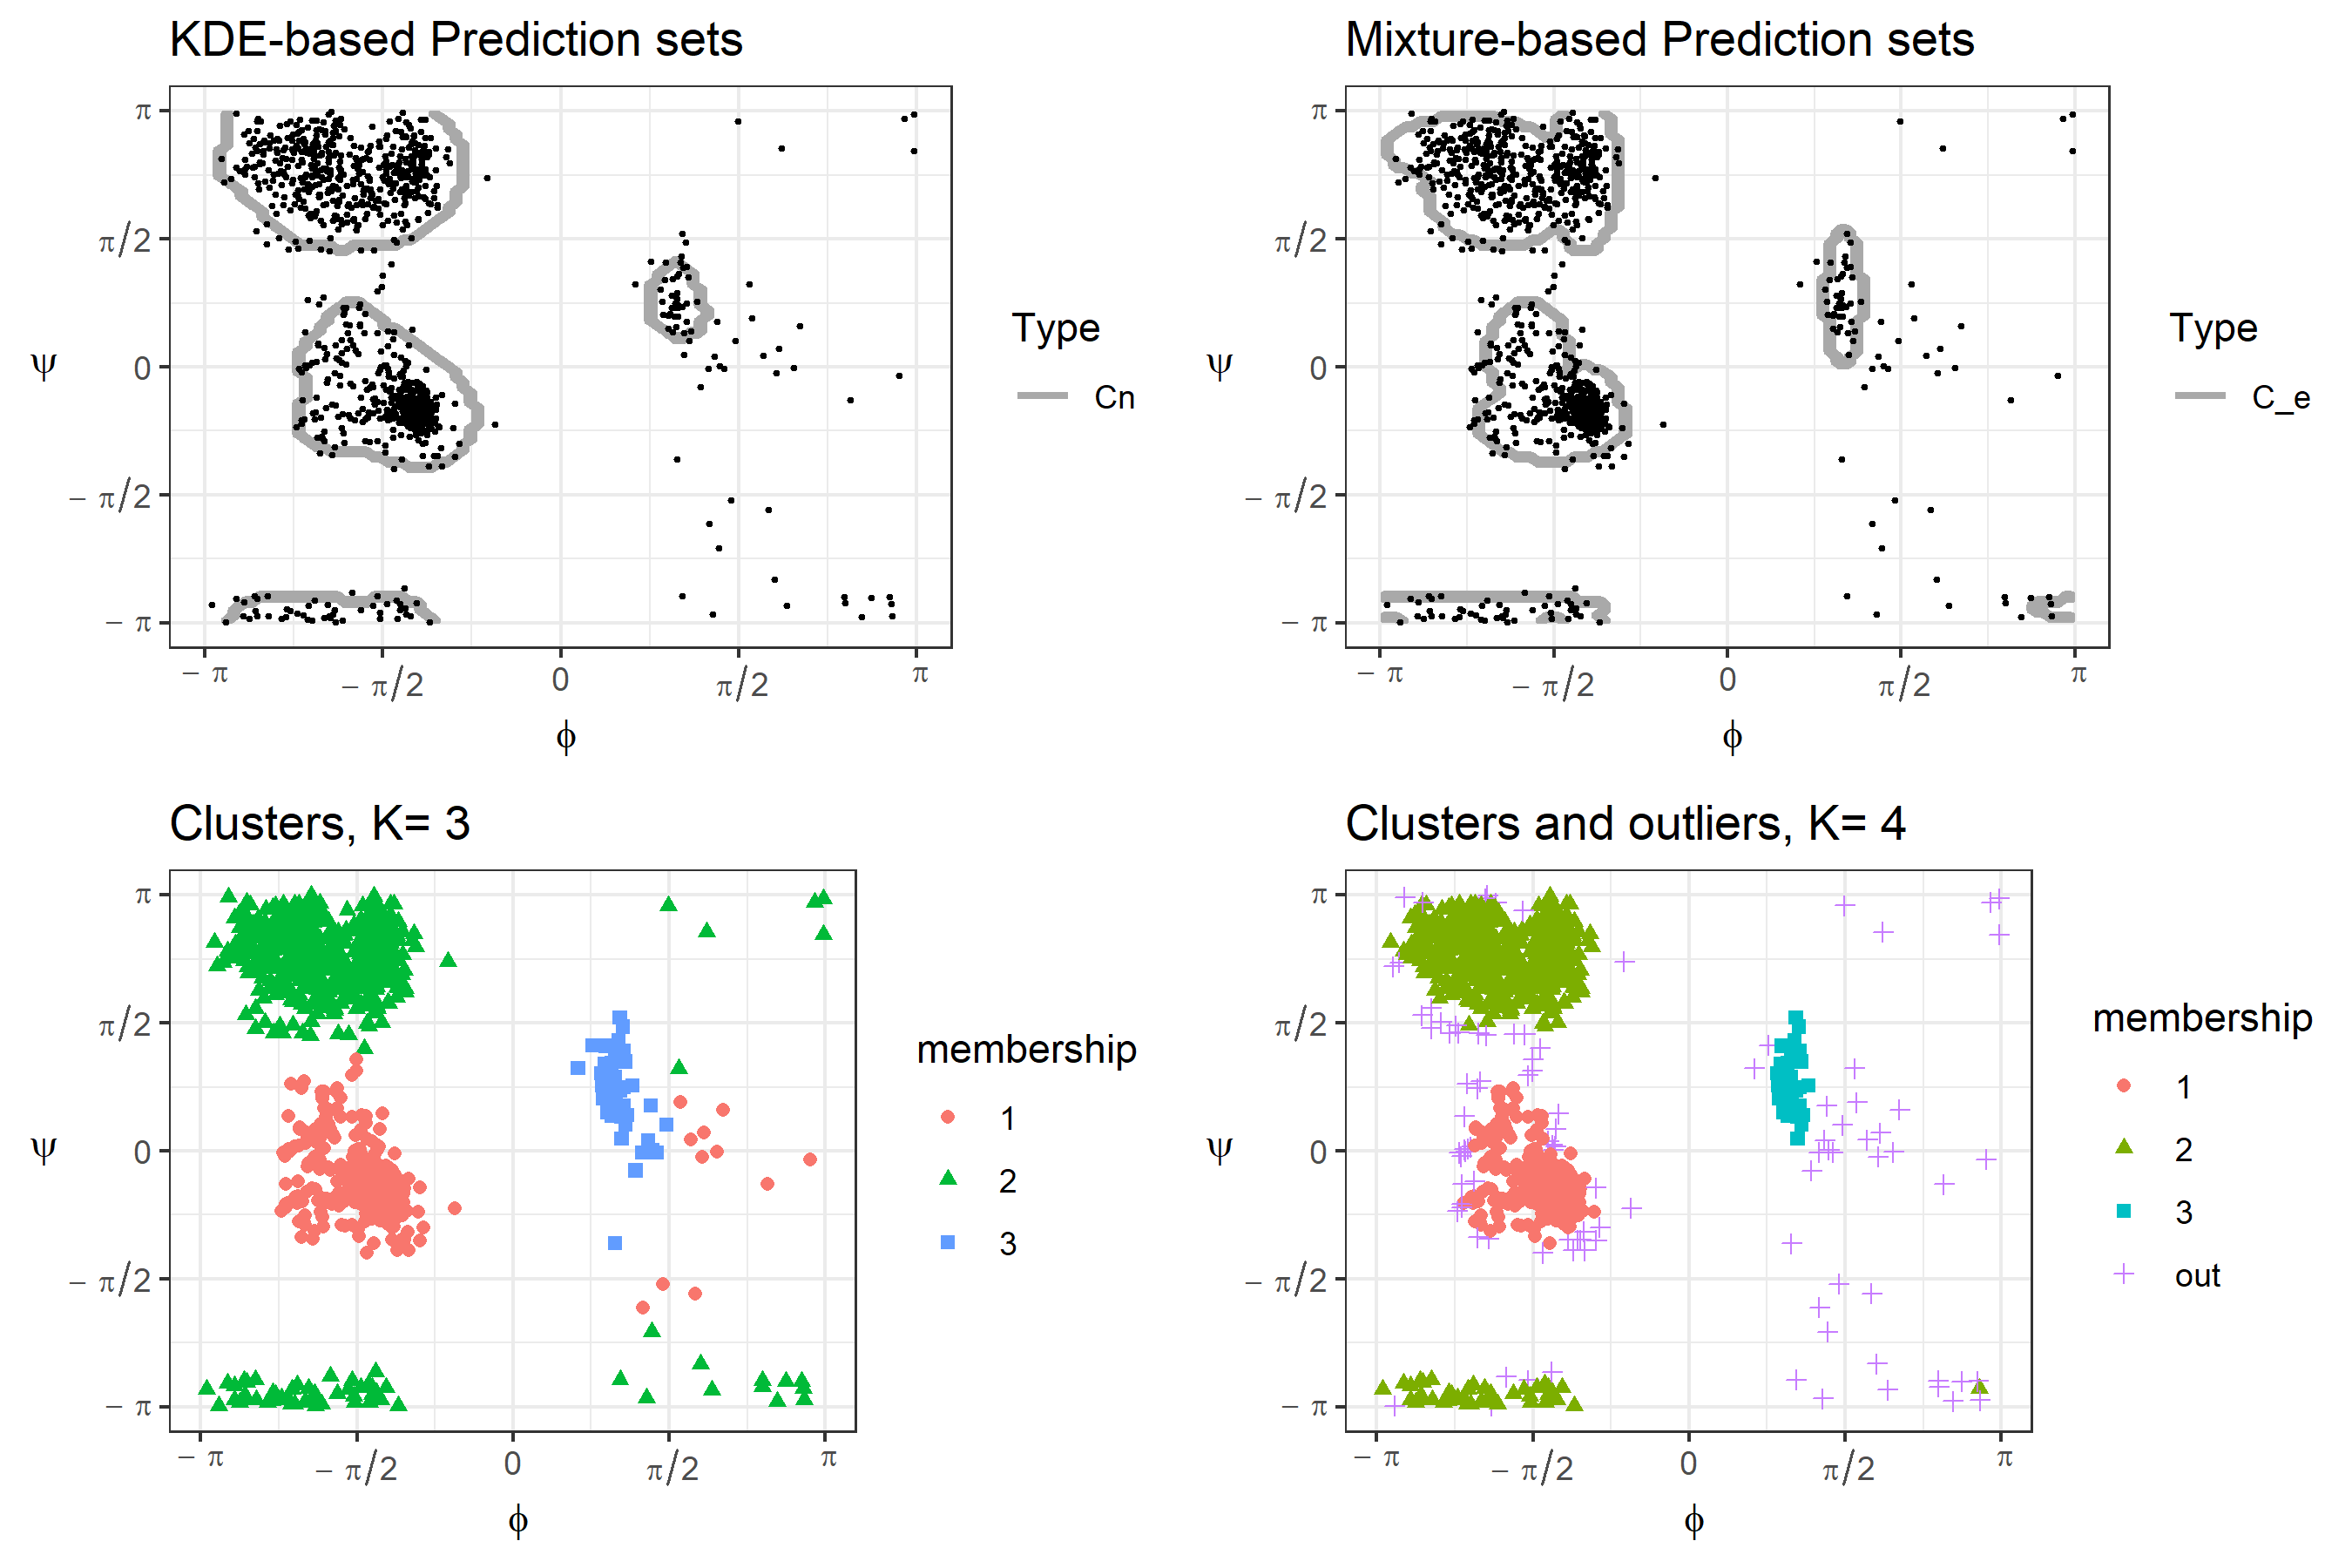 KDE-based Prediction sets
π
π/2
0
− π/2
− π
ψ
− π
− π/2
0
π/2
π
ϕ
Type
Cn
Mixture-based Prediction sets
π
π/2
0
− π/2
− π
ψ
− π
− π/2
0
π/2
π
ϕ
Type
C_e
Clusters, K= 3
π
π/2
0
− π/2
− π
ψ
− π
− π/2
0
π/2
π
ϕ
membership
1
2
3
Clusters and outliers, K= 4
π
π/2
0
− π/2
− π
ψ
− π
− π/2
0
π/2
π
ϕ
membership
1
2
3
out